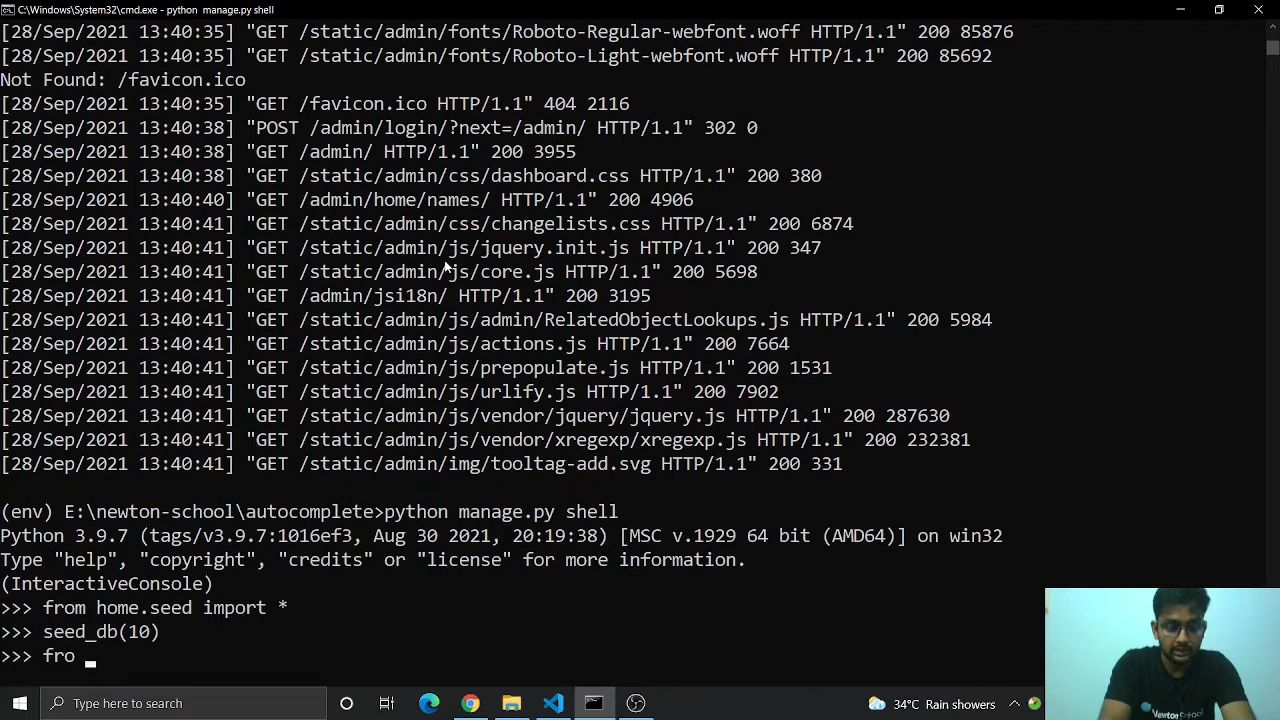 C:\Windows\System32\cmd.exe - python manage.py shell
[28/Sep/2021 13:40:35] "GET /static/admin/fonts/Roboto-Regular-webfont.woff HTTP/1.1" 200 85876
[28/Sep/2021 13:40:35] "GET /static/admin/fonts/Roboto-Light-webfont.woff HTTP/1.1" 200 85692
Not Found: /favicon.ico
[28/Sep/2021 13:40:35] "GET /favicon.ico HTTP/1.1" 404 2116
[28/Sep/2021 13:40:38] "POST /admin/login/?next=/admin/ HTTP/1.1" 302 0
[28/Sep/2021 13:40:38] "GET /admin/ HTTP/1.1" 200 3955
[28/Sep/2021 13:40:38] "GET /static/admin/css/dashboard.css HTTP/1.1" 200 380
[28/Sep/2021 13:40:40] "GET /admin/home/names/ HTTP/1.1" 200 4906
[28/Sep/2021 13:40:41] "GET /static/admin/css/changelists.css HTTP/1.1" 200 6874
[28/Sep/2021 13:40:41] "GET /static/admin/js/jquery.init.js HTTP/1.1" 200 347
[28/Sep/2021 13:40:41] "GET /static/admin/js/core.js HTTP/1.1" 200 5698
[28/Sep/2021 13:40:41] "GET /admin/jsi18n/ HTTP/1.1" 200 3195
[28/Sep/2021 13:40:41] "GET /static/admin/js/admin/RelatedObjectLookups.js HTTP/1.1" 200 5984
[28/Sep/2021 13:40:41] "GET /static/admin/js/actions.js HTTP/1.1" 200 7664
[28/Sep/2021 13:40:41] "GET /static/admin/js/prepopulate.js HTTP/1.1" 200 1531
[28/Sep/2021 13:40:41] "GET /static/admin/js/urlify.js HTTP/1.1" 200 7902
[28/Sep/2021 13:40:41] "GET /static/admin/js/vendor/jquery/jquery.js HTTP/1.1" 200 287630
[28/Sep/2021 13:40:41] "GET /static/admin/js/vendor/xregexp/xregexp.js HTTP/1.1" 200 232381
[28/Sep/2021 13:40:41] "GET /static/admin/img/tooltag-add.svg HTTP/1.1" 200 331
(env) E:\newton-school\autocomplete>python manage.py shell
Python 3.9.7 (tags/v3.9.7:1016ef3, Aug 30 2021, 20:19:38) [MSC v.1929 64 bit (AMD64)] on win32
Type "help", "copyright", "credits" or "license" for more information.
(InteractiveConsole)
>>> from home.seed import *
>>> seed_db(10)
>>> fro _
Newton School
Type here to search
34°C Rain showers